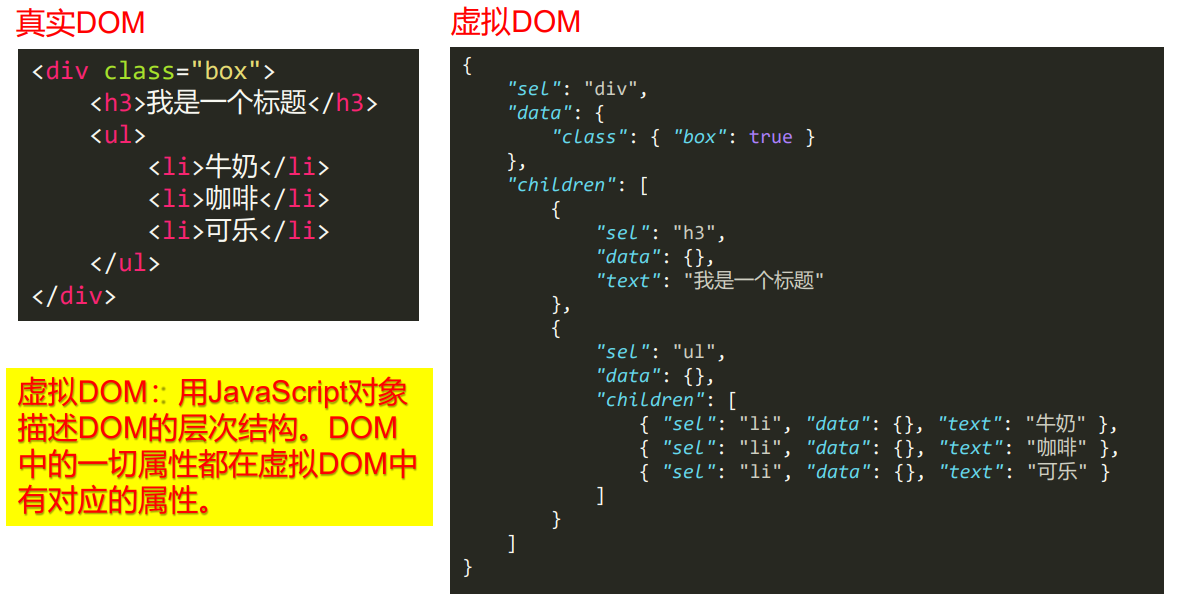 真实DOM
<div class="box">
    <h3>我是一个标题</h3>
    <ul>
        <li>牛奶</li>
        <li>咖啡</li>
        <li>可乐</li>
    </ul>
</div>
虚拟DOM：用JavaScript对象
描述DOM的层次结构。DOM
中的一切属性都在虚拟DOM中
有对应的属性。
虚拟DOM
{
    "sel": "div",
    "data": {
        "class": { "box": true }
    },
    "children": [
        {
            "sel": "h3",
            "data": {},
            "text": "我是一个标题"
        },
        {
            "sel": "ul",
            "data": {},
            "children": [
                { "sel": "li", "data": {}, "text": "牛奶" },
                { "sel": "li", "data": {}, "text": "咖啡" },
                { "sel": "li", "data": {}, "text": "可乐" }
            ]
        }
    ]
}